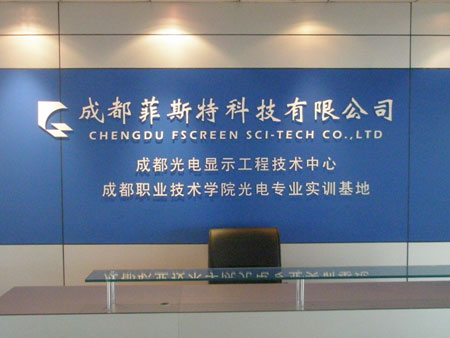 成都菲斯特科技有限公司
CHENGDU FSCREEN SCI-TECH CO.,LTD
成都光电显示工程技术中心
成都职业技术学院光电专业实训基地